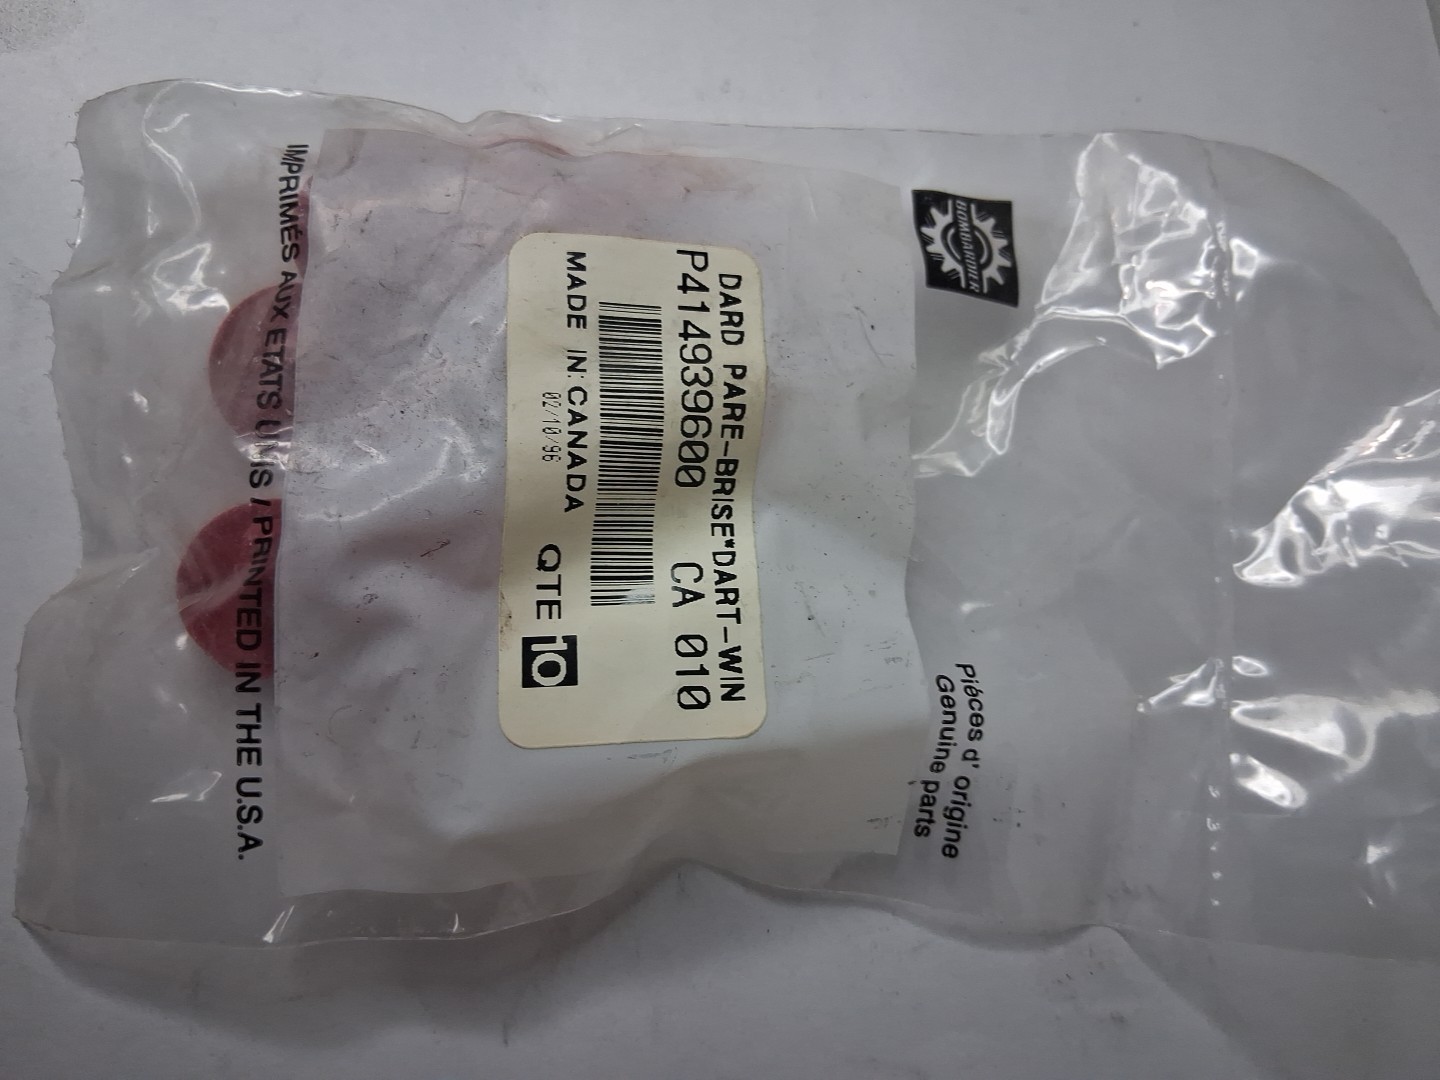 BOMBARDIER
Pièces d' origine
Genuine parts
DARD PARE-BRISE*DART-WIN
P414939600 CA 010
MADE IN: CANADA QTE 10
02/10/96
IMPRIMÉS AUX ETATS UNIS / PRINTED IN THE U.S.A.